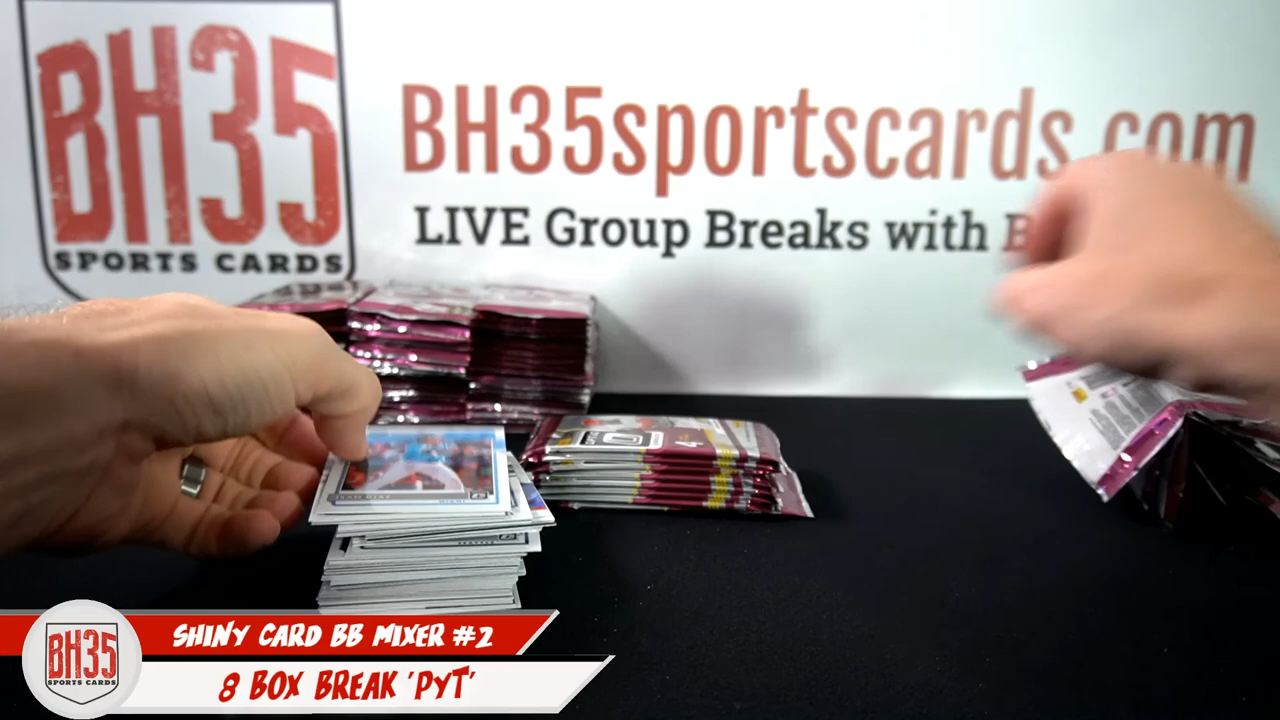 BH35
SPORTS CARDS
BH35sportscards.com
LIVE Group Breaks with
SHINY CARD BB MIXER #2
8 BOX BREAK 'PYT'
BH35
SPORTS CARDS